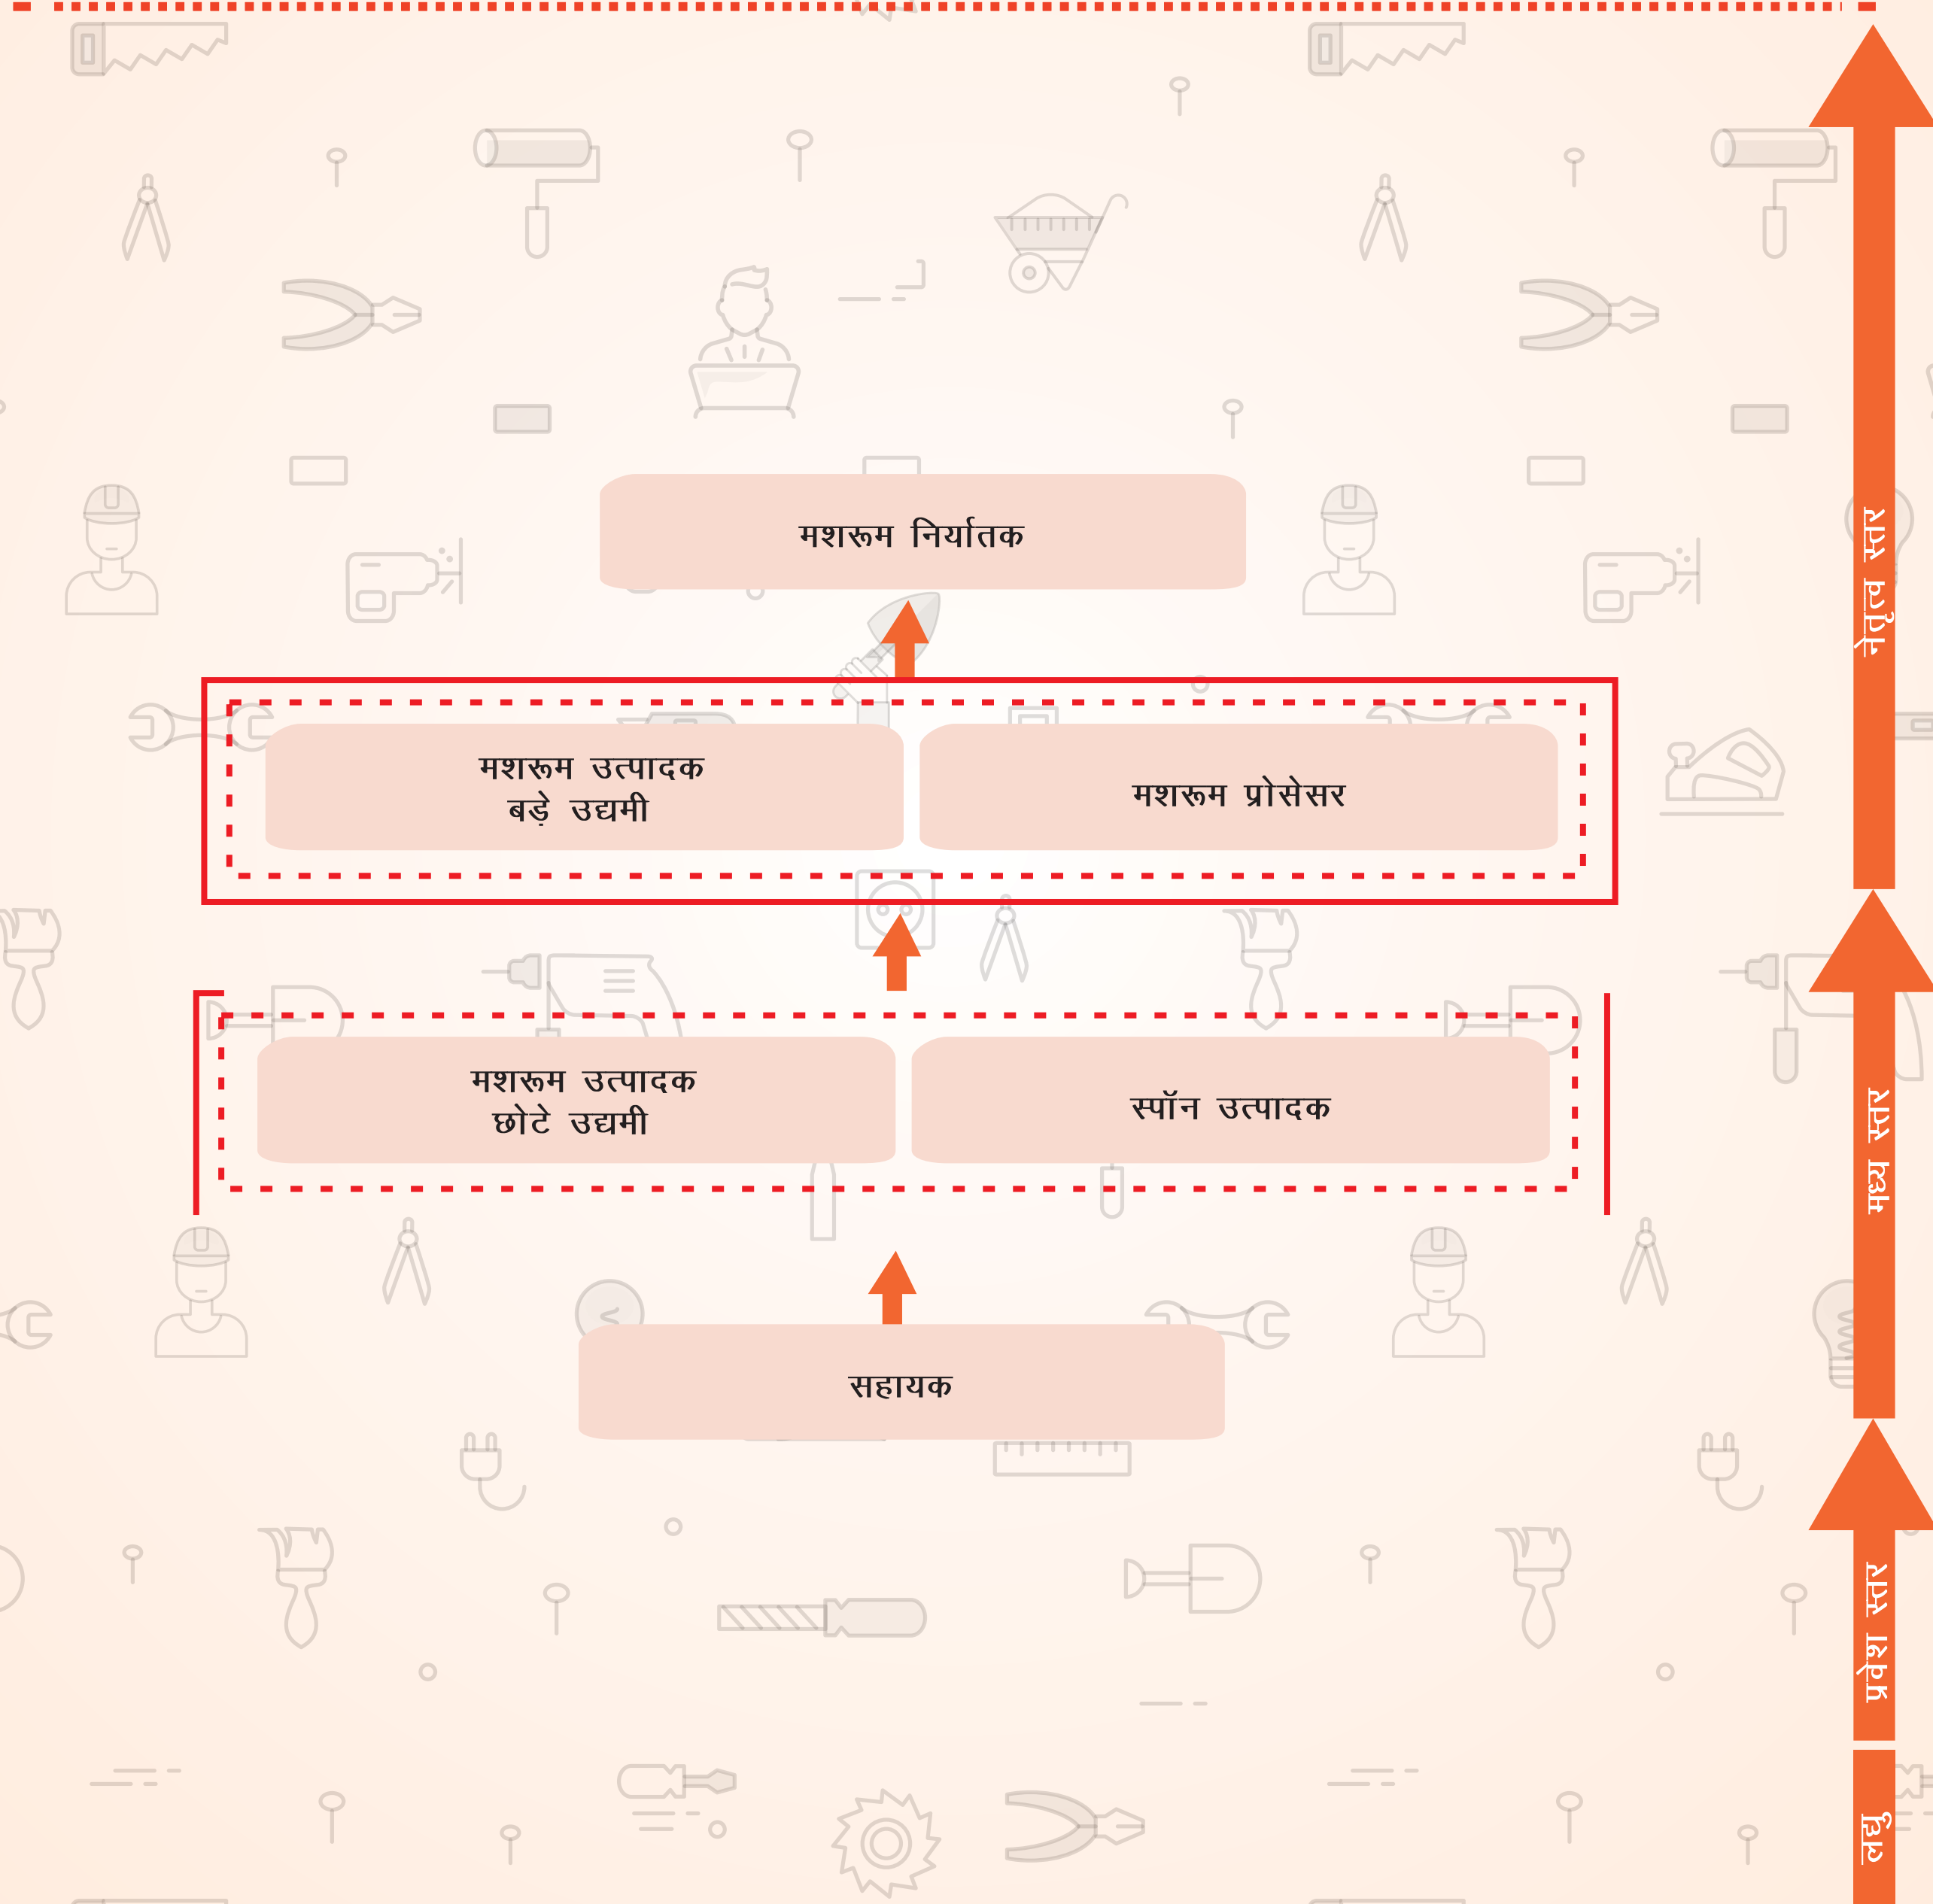 मशरूम निर्यातक
नेतृत्व स्तर
मशरूम उत्पादक
बड़े उद्यमी
मशरूम प्रोसेसर
मशरूम उत्पादक
छोटे उद्यमी
स्पॉन उत्पादक
मध्य स्तर
सहायक
प्रवेश स्तर